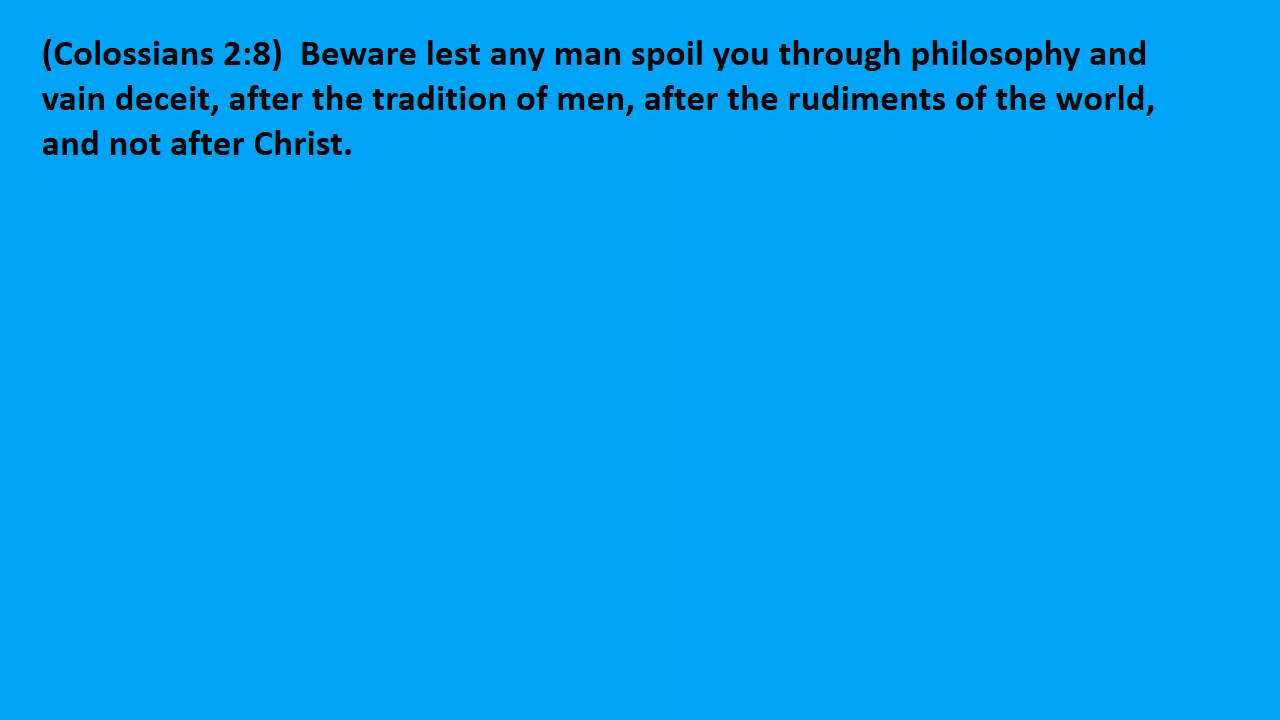 (Colossians 2:8)  Beware lest any man spoil you through philosophy and
vain deceit, after the tradition of men, after the rudiments of the world,
and not after Christ.